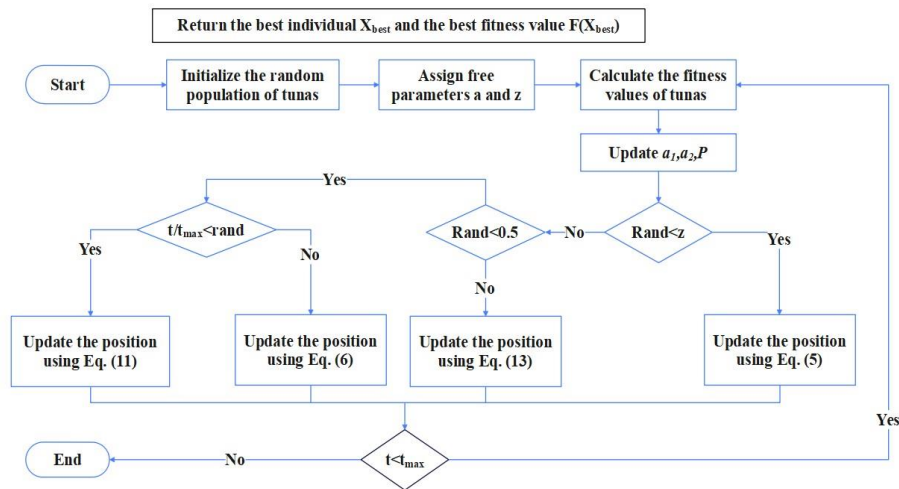 Return the best individual X_best and the best fitness value F(X_best)
Start
Initialize the random
population of tunas
Assign free
parameters a and z
Calculate the fitness
values of tunas
Update a₁,a₂,P
Yes
t/t_max<rand
Rand<0.5
No
Rand<z
Yes
No
No
Yes
Update the position
using Eq. (11)
Update the position
using Eq. (6)
Update the position
using Eq. (13)
Update the position
using Eq. (5)
Yes
End
No
t<t_max